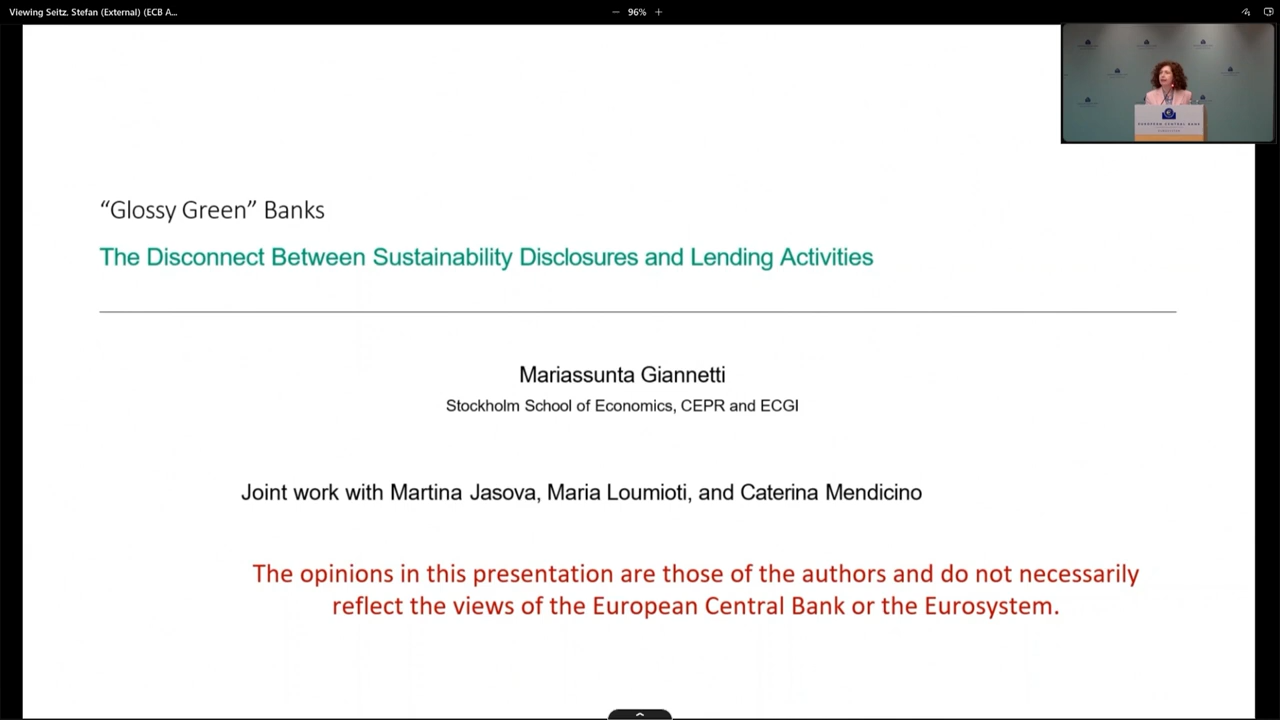 Viewing Seitz, Stefan (External) (ECB A...
96%
“Glossy Green” Banks
The Disconnect Between Sustainability Disclosures and Lending Activities
Mariassunta Giannetti
Stockholm School of Economics, CEPR and ECGI
Joint work with Martina Jasova, Maria Loumioti, and Caterina Mendicino
The opinions in this presentation are those of the authors and do not necessarily
reflect the views of the European Central Bank or the Eurosystem.
EUROPEAN CENTRAL BANK